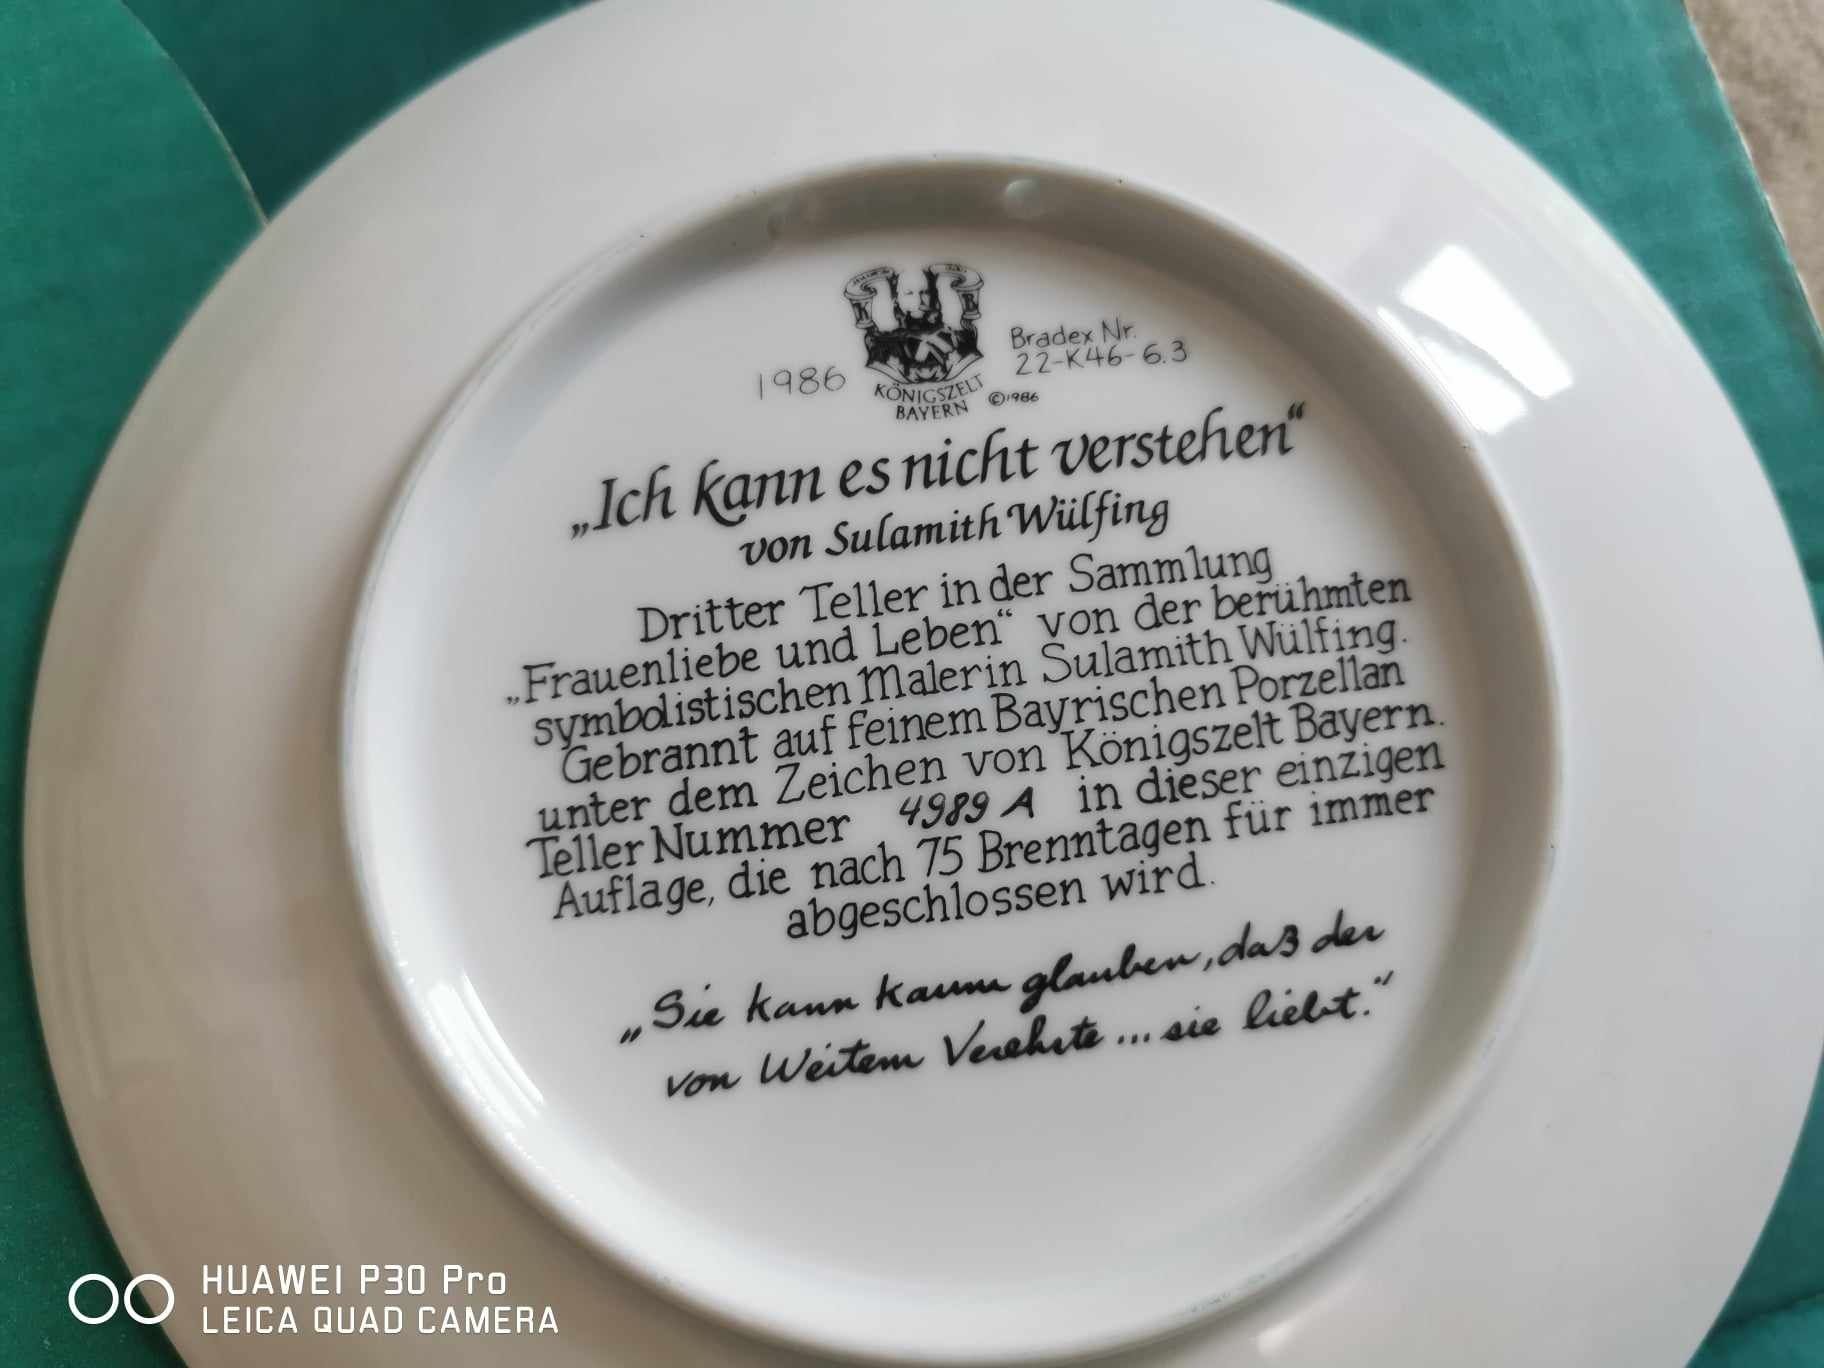 K B
KÖNIGSZELT
BAYERN
©1986
1986
Bradex Nr.
22-K46-6.3
„Ich kann es nicht verstehen“
von Sulamith Wülfing
Dritter Teller in der Sammlung
„Frauenliebe und Leben“ von der berühmten
symbolistischen Malerin Sulamith Wülfing.
Gebrannt auf feinem Bayrischen Porzellan
unter dem Zeichen von Königszelt Bayern.
Teller Nummer 4989 A in dieser einzigen
Auflage, die nach 75 Brenntagen für immer
abgeschlossen wird.
„Sie kann kaum glauben, daß der
von Weitem Verehrte... sie liebt.“
HUAWEI P30 Pro
LEICA QUAD CAMERA